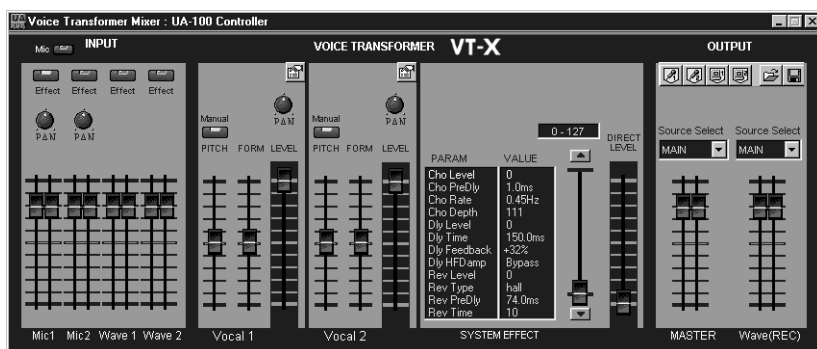 Voice Transformer Mixer : UA-100 Controller
Mic INPUT
VOICE TRANSFORMER VT-X
OUTPUT
Effect Effect Effect Effect
PAN PAN
Manual
PAN
PITCH FORM LEVEL
Manual
PAN
PITCH FORM LEVEL
0 - 127
DIRECT
LEVEL
PARAM VALUE
Cho Level 0
Cho PreDly 1.0ms
Cho Rate 0.45Hz
Cho Depth 111
Dly Level 0
Dly Time 150.0ms
Dly Feedback +32%
Dly HFDamp Bypass
Rev Level 0
Rev Type hall
Rev PreDly 74.0ms
Rev Time 10
Source Select Source Select
MAIN MAIN
Mic1 Mic2 Wave 1 Wave 2
Vocal 1
Vocal 2
SYSTEM EFFECT
MASTER Wave(REC)